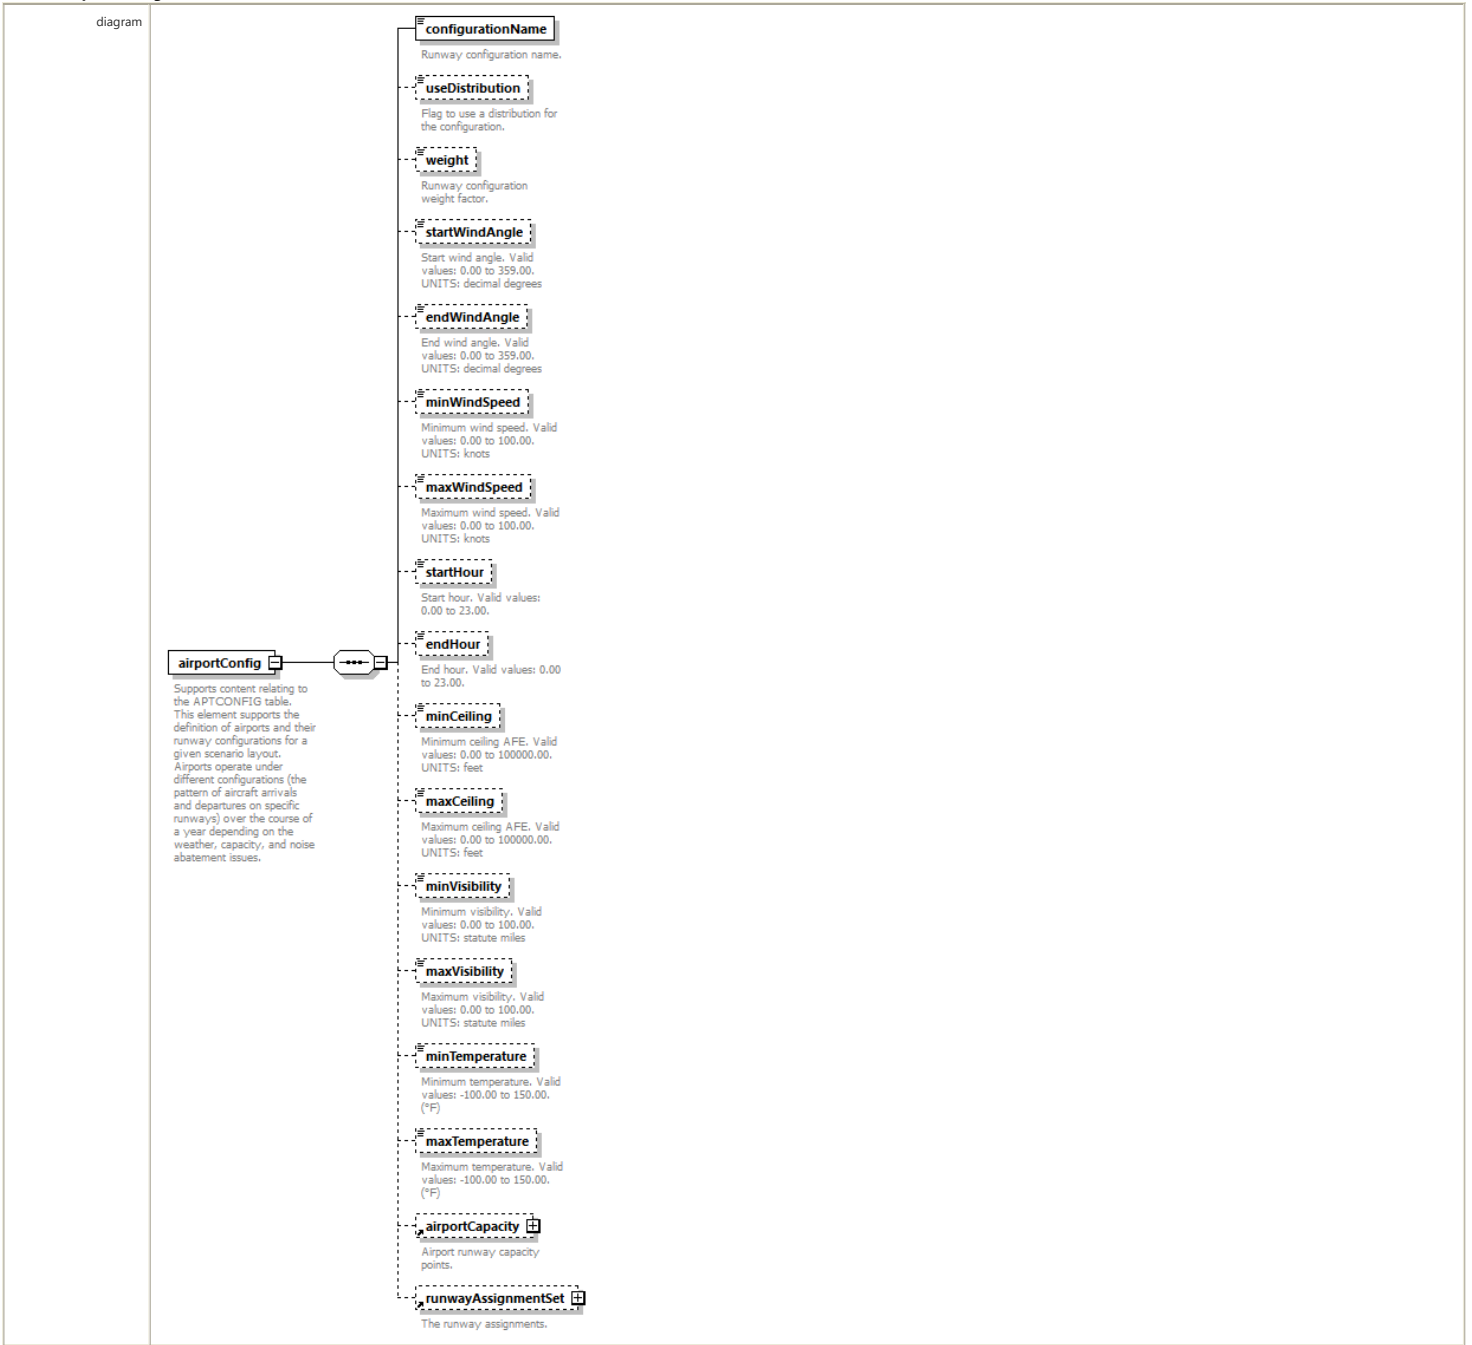 diagram
configurationName
Runway configuration name.
useDistribution
Flag to use a distribution for
the configuration.
weight
Runway configuration
weight factor.
startWindAngle
Start wind angle. Valid
values: 0.00 to 359.00.
UNITS: decimal degrees
endWindAngle
End wind angle. Valid
values: 0.00 to 359.00.
UNITS: decimal degrees
minWindSpeed
Minimum wind speed. Valid
values: 0.00 to 100.00.
UNITS: knots
maxWindSpeed
Maximum wind speed. Valid
values: 0.00 to 100.00.
UNITS: knots
startHour
Start hour. Valid values:
0.00 to 23.00.
endHour
End hour. Valid values: 0.00
to 23.00.
airportConfig
Supports content relating to
the APTCONFIG table.
This element supports the
definition of airports and their
runway configurations for a
given scenario layout.
Airports operate under
different configurations (the
pattern of aircraft arrivals
and departures on specific
runways) over the course of
a year depending on the
weather, capacity, and noise
abatement issues.
minCeiling
Minimum ceiling AFE. Valid
values: 0.00 to 100000.00.
UNITS: feet
maxCeiling
Maximum ceiling AFE. Valid
values: 0.00 to 100000.00.
UNITS: feet
minVisibility
Minimum visibility. Valid
values: 0.00 to 100.00.
UNITS: statute miles
maxVisibility
Maximum visibility. Valid
values: 0.00 to 100.00.
UNITS: statute miles
minTemperature
Minimum temperature. Valid
values: -100.00 to 150.00.
(°F)
maxTemperature
Maximum temperature. Valid
values: -100.00 to 150.00.
(°F)
airportCapacity
Airport runway capacity
points.
runwayAssignmentSet
The runway assignments.